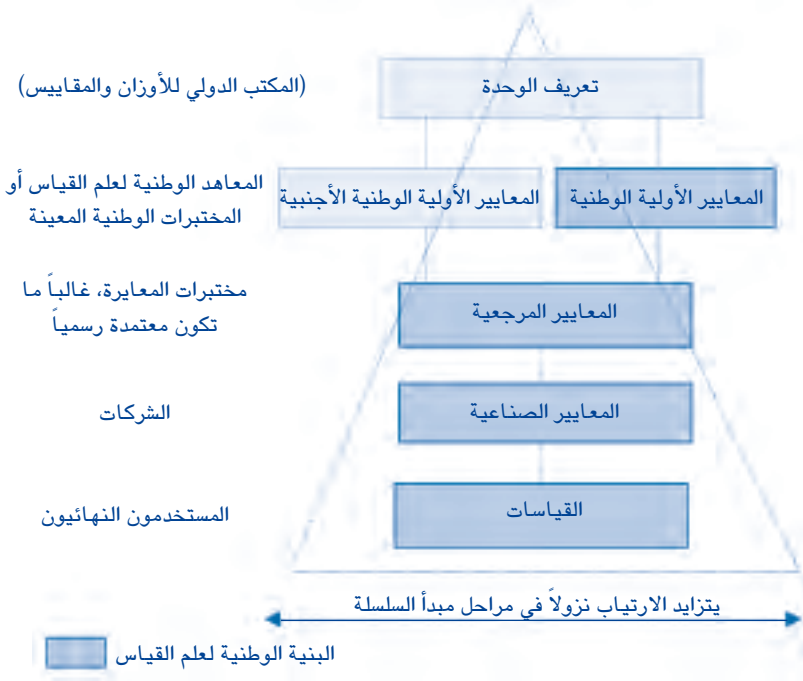 تعريف الوحدة
(المكتب الدولي للأوزان والمقاييس)
المعايير الأولية الوطنية
المعايير الأولية الوطنية الأجنبية
المعاهد الوطنية لعلم القياس أو
المختبرات الوطنية المعينة
المعايير المرجعية
مختبرات المعايرة، غالباً ما
تكون معتمدة رسمياً
المعايير الصناعية
الشركات
القياسات
المستخدمون النهائيون
يتزايد الارتياب نزولاً في مراحل مبدأ السلسلة
البنية الوطنية لعلم القياس